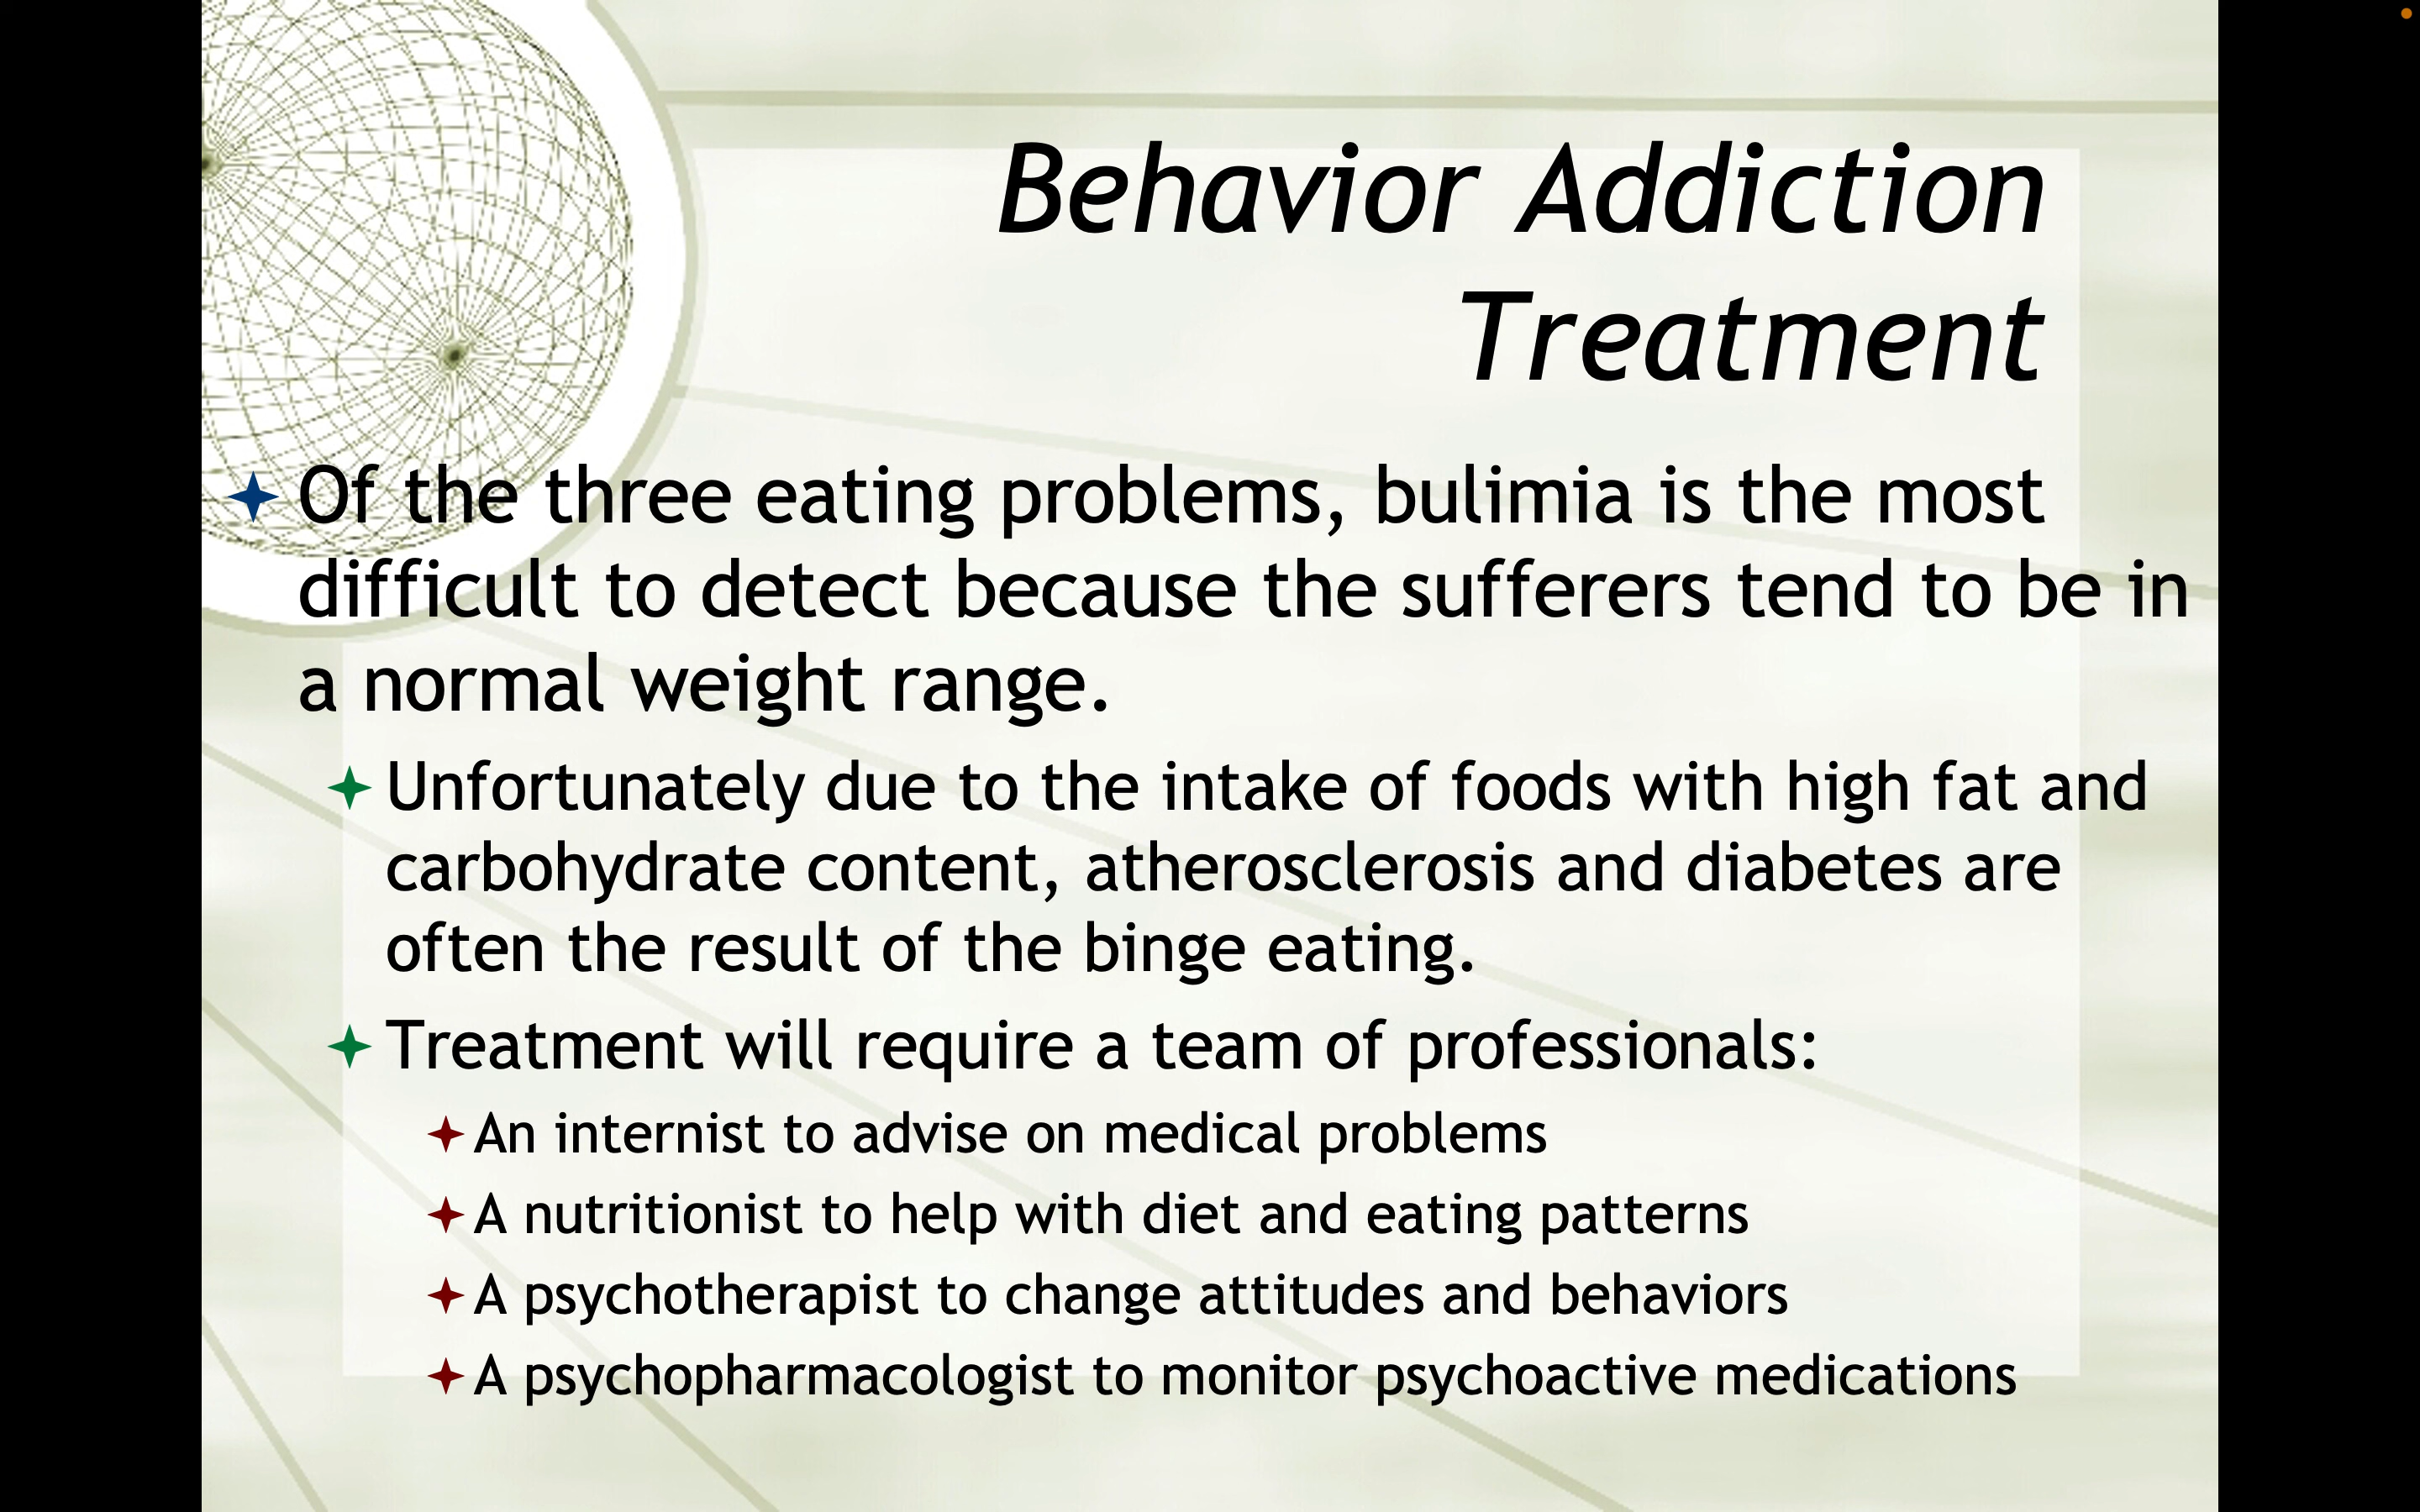 Behavior Addiction
Treatment
Of the three eating problems, bulimia is the most
difficult to detect because the sufferers tend to be in
a normal weight range.
Unfortunately due to the intake of foods with high fat and
carbohydrate content, atherosclerosis and diabetes are
often the result of the binge eating.
Treatment will require a team of professionals:
An internist to advise on medical problems
A nutritionist to help with diet and eating patterns
A psychotherapist to change attitudes and behaviors
A psychopharmacologist to monitor psychoactive medications